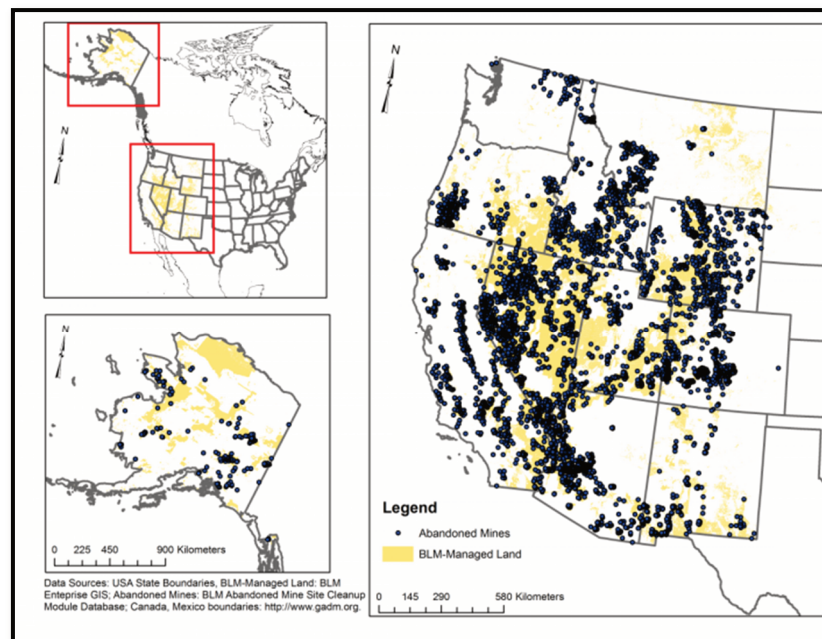 N
N
N
0 225 450 900 Kilometers
Data Sources: USA State Boundaries, BLM-Managed Land: BLM
Enteprise GIS; Abandoned Mines: BLM Abandoned Mine Site Cleanup
Module Database; Canada, Mexico boundaries: http://www.gadm.org.
Legend
Abandoned Mines
BLM-Managed Land
0 145 290 580 Kilometers